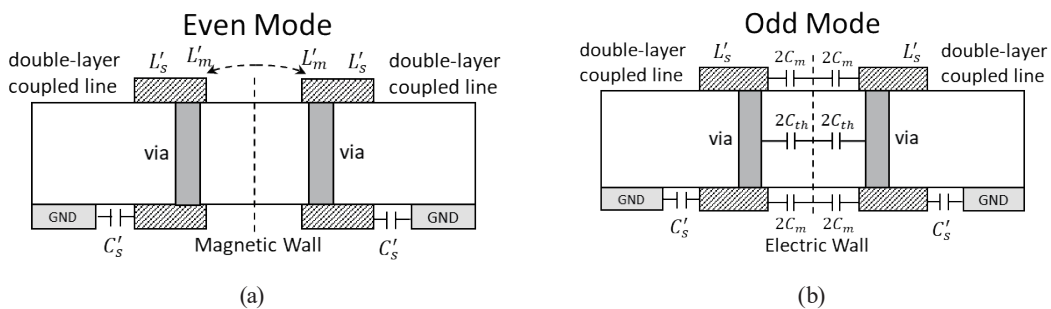 Even Mode
double-layer
coupled line
L′s L′m L′m L′s
double-layer
coupled line
via via
GND GND
C′s Magnetic Wall C′s
(a)
Odd Mode
double-layer
coupled line
L′s 2Cm 2Cm L′s
double-layer
coupled line
2Cth 2Cth
via via
GND GND
C′s 2Cm 2Cm C′s
Electric Wall
(b)